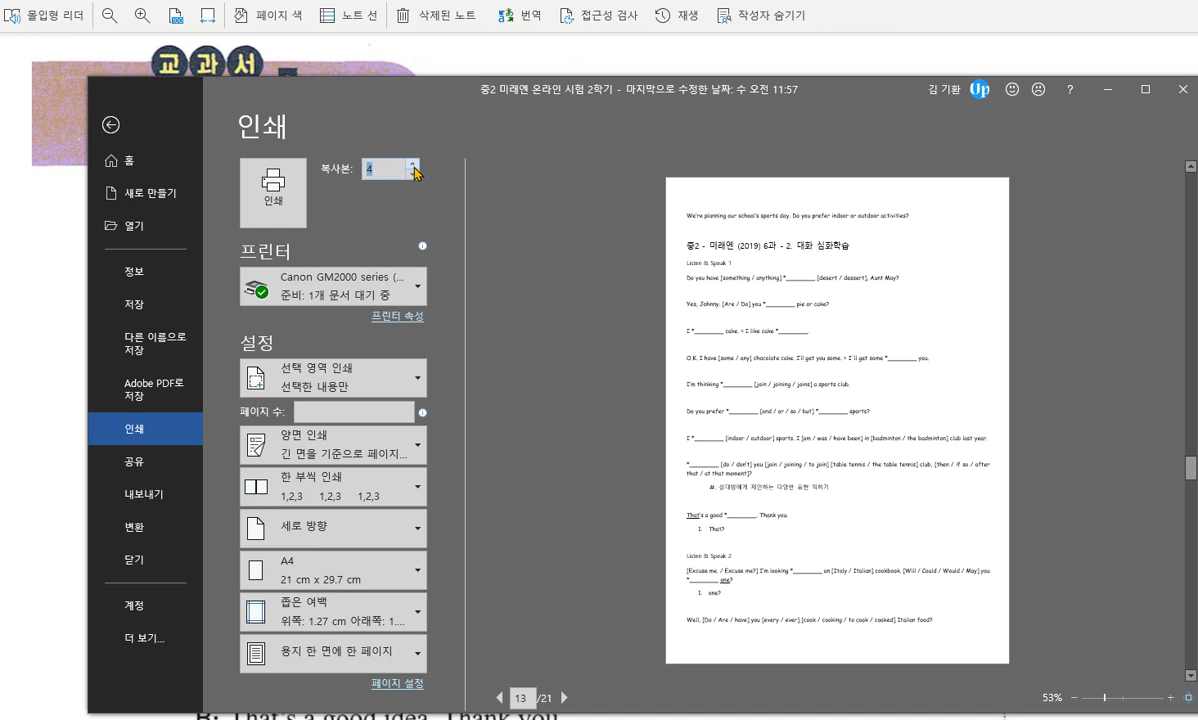 몰입형 리더
페이지 색
노트 선
삭제된 노트
번역
접근성 검사
재생
작성자 숨기기
교과서
중2 미래엔 온라인 시험 2학기 - 마지막으로 수정한 날짜: 수 오전 11:57
김 기환
Up
?
인쇄
홈
새로 만들기
열기
정보
저장
다른 이름으로
저장
Adobe PDF로
저장
인쇄
공유
내보내기
변환
닫기
계정
더 보기...
인쇄
복사본: 4
프린터
Canon GM2000 series (...
준비: 1개 문서 대기 중
프린터 속성
설정
선택 영역 인쇄
선택한 내용만
페이지 수:
양면 인쇄
긴 면을 기준으로 페이지...
한 부씩 인쇄
1,2,3 1,2,3 1,2,3
세로 방향
A4
21 cm x 29.7 cm
좁은 여백
위쪽: 1.27 cm 아래쪽: 1....
용지 한 면에 한 페이지
페이지 설정
We're planning our school's sports day. Do you prefer indoor or outdoor activities?
중2 - 미래엔 (2019) 6과 - 2. 대화 심화학습
Listen & Speak 1
Do you have [something / anything] *________ [desert / dessert], Aunt May?
Yes, Johnny. [Are / Do] you *________ pie or cake?
I *________ cake. = I like cake *________.
O.K. I have [some / any] chocolate cake. I'll get you some. = I'll get some *________ you.
I'm thinking *________ [join / joining / joins] a sports club.
Do you prefer *________ [and / or / so / but] *________ sports?
I *________ [indoor / outdoor] sports. I [am / was / have been] in [badminton / the badminton] club last year.
*________ [do / don't] you [join / joining / to join] [table tennis / the table tennis] club, [then / if so / after
that / at that moment]?
#. 상대방에게 제안하는 다양한 표현 익히기
That's a good *________. Thank you.
1. That?
Listen & Speak 2
[Excuse me. / Excuse me?] I'm looking *________ an [Italy / Italian] cookbook. [Will / Could / Would / May] you
*________ one?
1. one?
Well, [Do / Are / have] you [every / ever] [cook / cooking / to cook / cooked] Italian food?
13 /21
53%
B: That's a good idea. Thank you